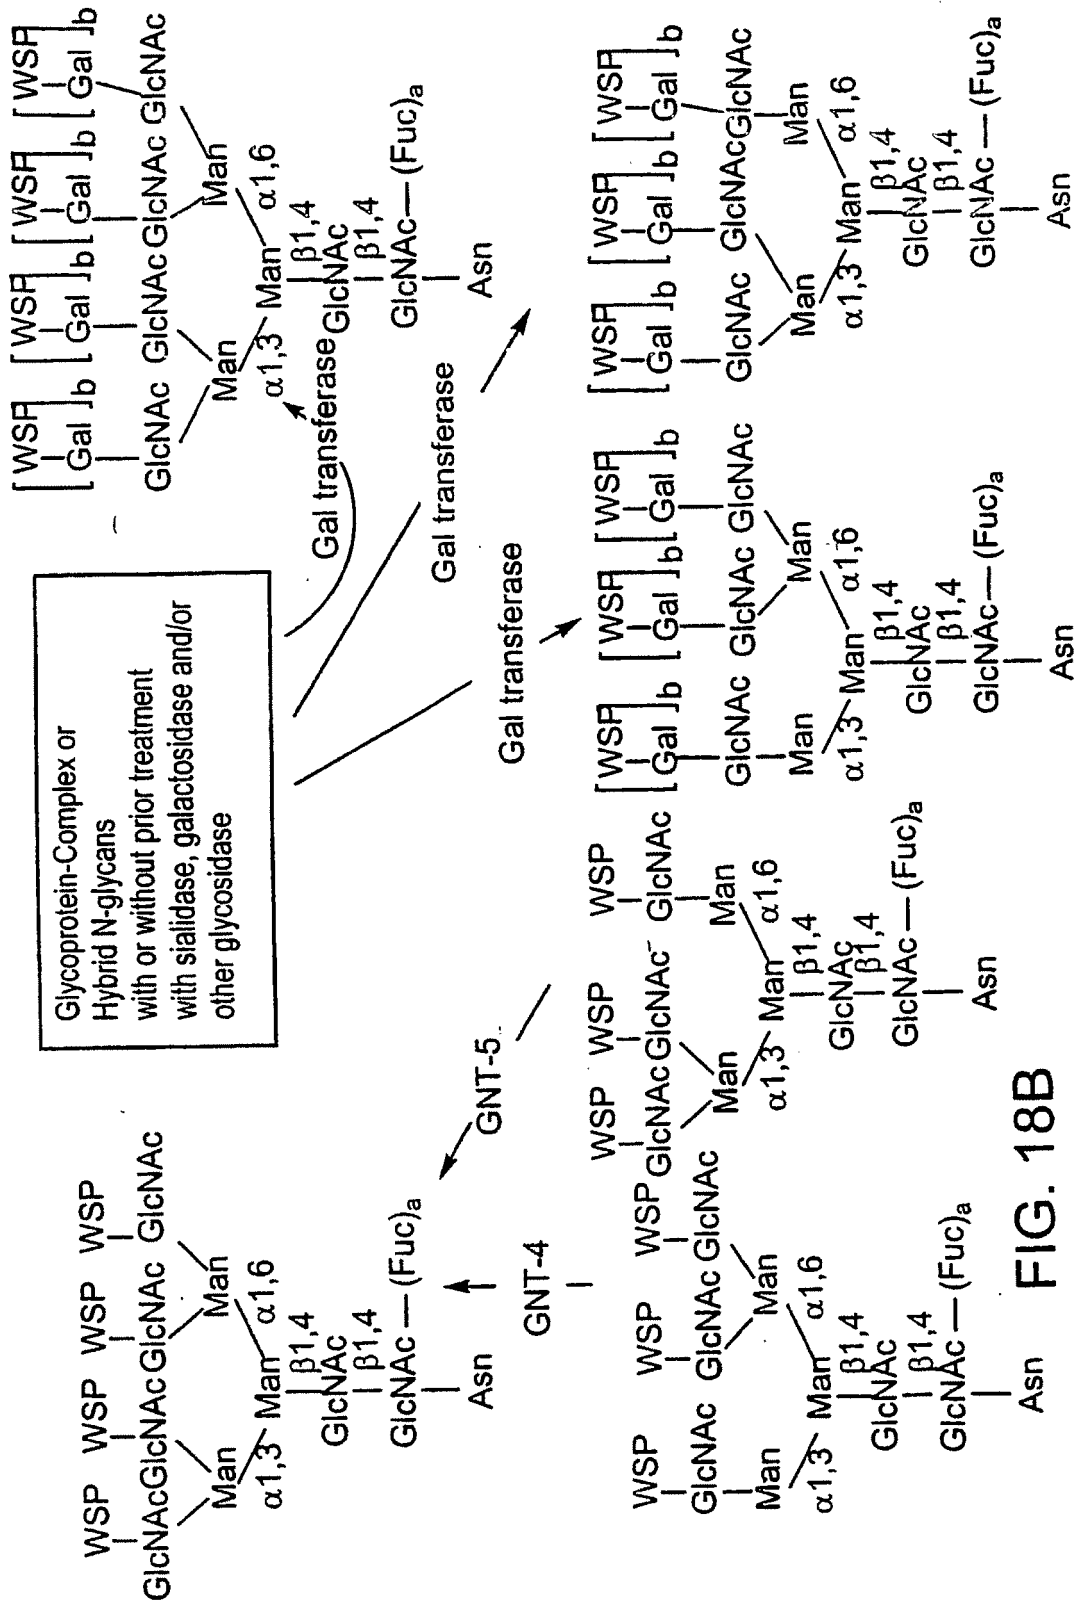 WSP WSP WSP WSP
GlcNAc GlcNAc GlcNAc GlcNAc
Man Man
α1,3 Man α1,6
β1,4
GlcNAc
β1,4
GlcNAc — (Fuc)a
Asn
Glycoprotein-Complex or
Hybrid N-glycans
with or without prior treatment
with sialidase, galactosidase and/or
other glycosidase
[WSP [WSP [WSP [WSP
[Gal ]b [Gal ]b [Gal ]b [Gal ]b
GlcNAc GlcNAc GlcNAc GlcNAc
Man Man
α1,3 Man α1,6
β1,4
GlcNAc
β1,4
GlcNAc — (Fuc)a
Asn
GNT-4
GNT-5
Gal transferase
Gal transferase
Gal transferase
WSP WSP WSP
GlcNAc GlcNAc GlcNAc
Man Man
α1,3 Man α1,6
β1,4
GlcNAc
β1,4
GlcNAc — (Fuc)a
Asn
WSP WSP WSP
GlcNAc GlcNAc GlcNAc
Man Man
α1,3 Man α1,6
β1,4
GlcNAc
β1,4
GlcNAc — (Fuc)a
Asn
[WSP [WSP [WSP
[Gal ]b [Gal ]b [Gal ]b
GlcNAc GlcNAc GlcNAc
Man Man
α1,3 Man α1,6
β1,4
GlcNAc
β1,4
GlcNAc — (Fuc)a
Asn
[WSP [WSP [WSP
[Gal ]b [Gal ]b [Gal ]b
GlcNAc GlcNAc GlcNAc
Man Man
α1,3 Man α1,6
β1,4
GlcNAc
β1,4
GlcNAc — (Fuc)a
Asn
FIG. 18B